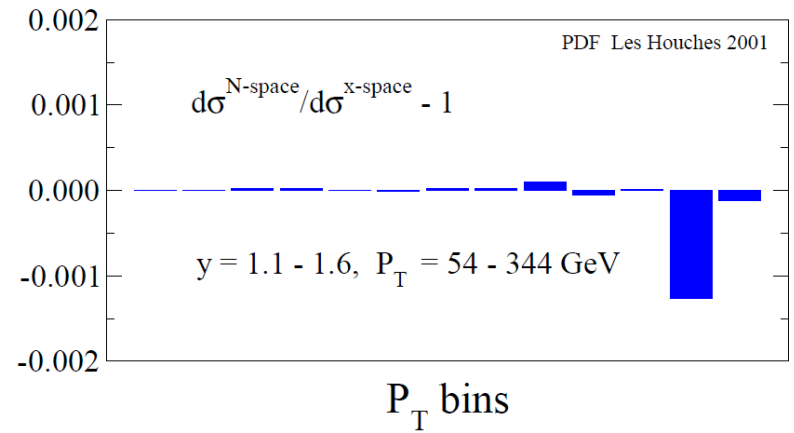 0.002
PDF Les Houches 2001
0.001
dσ^N-space/dσ^x-space - 1
0.000
y = 1.1 - 1.6, P_T = 54 - 344 GeV
-0.001
-0.002
P_T bins